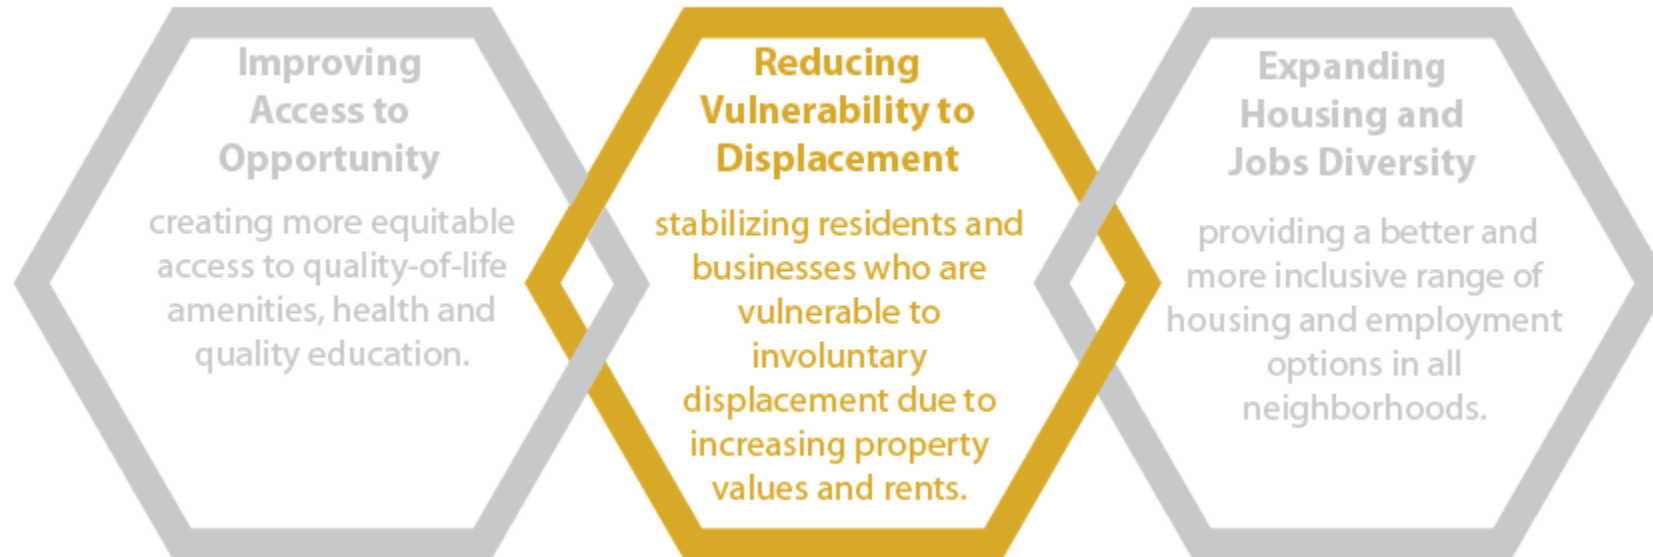 Improving
Access to
Opportunity
creating more equitable
access to quality-of-life
amenities, health and
quality education.
Reducing
Vulnerability to
Displacement
stabilizing residents and
businesses who are
vulnerable to
involuntary
displacement due to
increasing property
values and rents.
Expanding
Housing and
Jobs Diversity
providing a better and
more inclusive range of
housing and employment
options in all
neighborhoods.